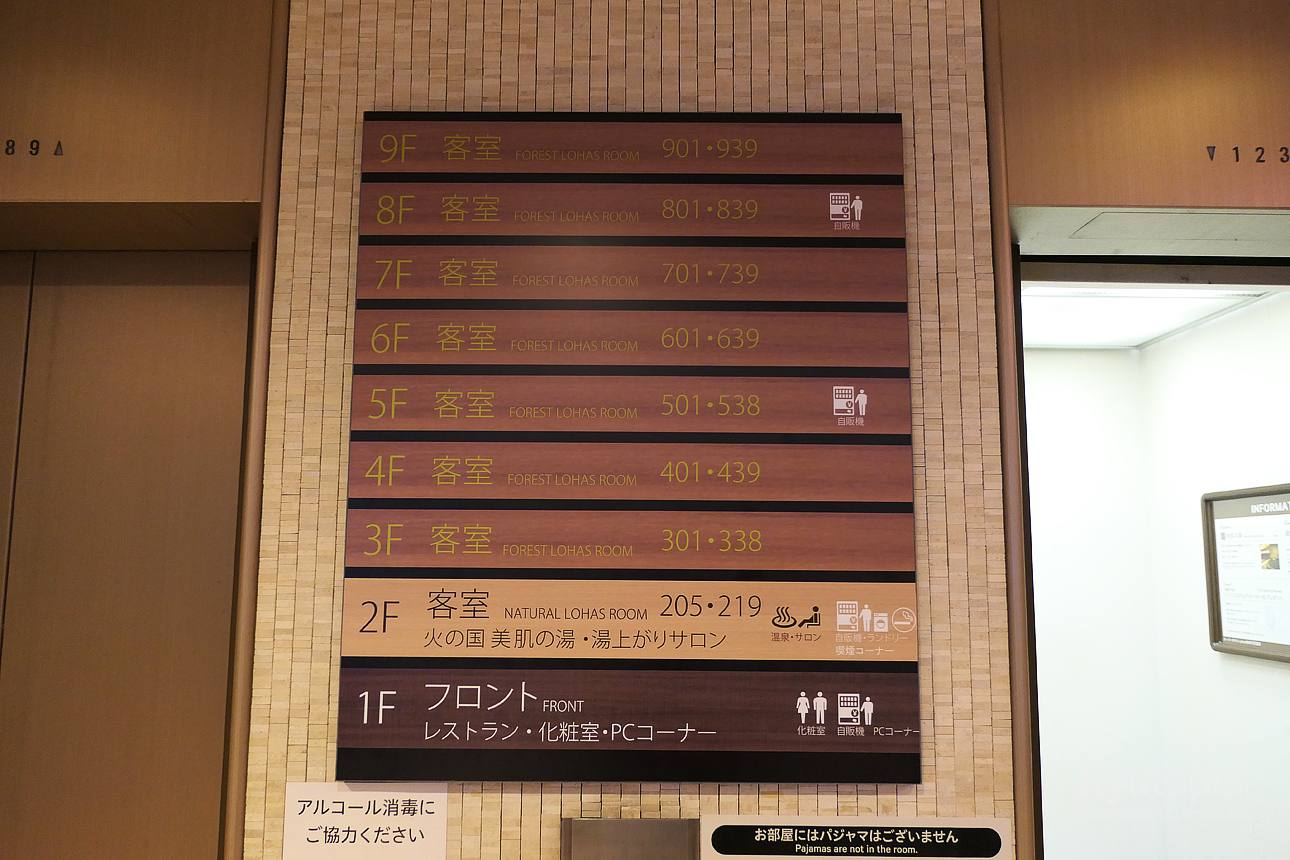 8 9
1 2 3
9F 客室 FOREST LOHAS ROOM 901・939
8F 客室 FOREST LOHAS ROOM 801・839
自販機
7F 客室 FOREST LOHAS ROOM 701・739
6F 客室 FOREST LOHAS ROOM 601・639
5F 客室 FOREST LOHAS ROOM 501・538
自販機
4F 客室 FOREST LOHAS ROOM 401・439
3F 客室 FOREST LOHAS ROOM 301・338
2F 客室 NATURAL LOHAS ROOM 205・219
火の国 美肌の湯・湯上がりサロン
温泉・サロン
自販機・ランドリー
喫煙コーナー
1F フロント FRONT
レストラン・化粧室・PCコーナー
化粧室 自販機 PCコーナー
INFORMAT
アルコール消毒に
ご協力ください
お部屋にはパジャマはございません
Pajamas are not in the room.